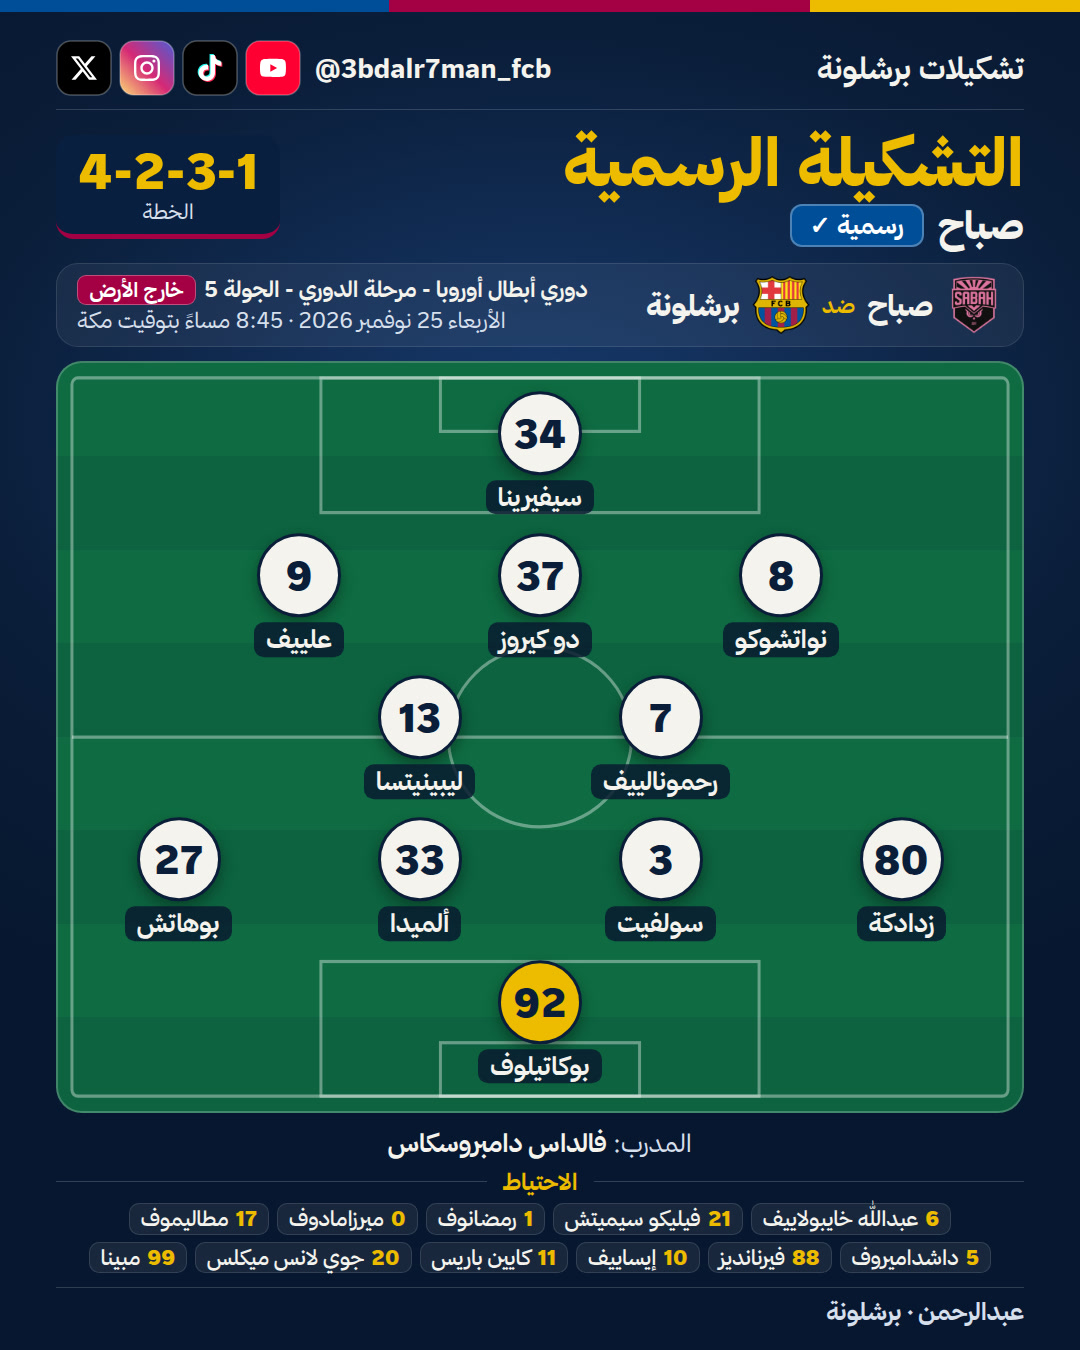 تشكيلات برشلونة
@3bdalr7man_fcb
التشكيلة الرسمية
4-2-3-1
الخطة
صباح
رسمية ✓
SABAH
صباح ضد برشلونة
FCB
دوري أبطال أوروبا - مرحلة الدوري - الجولة 5
خارج الأرض
الأربعاء 25 نوفمبر 2026 · 8:45 مساءً بتوقيت مكة
34
سيفيرينا
8
نواتشوكو
37
دو كيروز
9
علييف
7
رحمونالييف
13
ليبينيتسا
80
زدادكة
3
سولفيت
33
ألميدا
27
بوهاتش
92
بوكاتيلوف
المدرب: فالداس دامبروسكاس
الاحتياط
6 عبدالله خايبولاييف
21 فيليكو سيميتش
1 رمضانوف
0 ميرزامادوف
17 مطاليموف
5 داشداميروف
88 فيرنانديز
10 إيساييف
11 كايين باريس
20 جوي لانس ميكلس
99 مبينا
عبدالرحمن · برشلونة